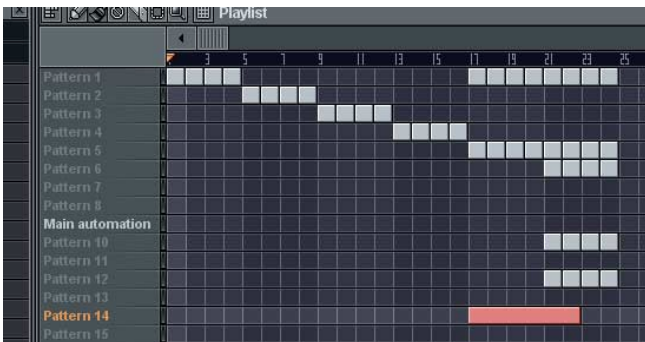 Playlist
3 5 7 9 11 13 15 17 19 21 23 25
Pattern 1
Pattern 2
Pattern 3
Pattern 4
Pattern 5
Pattern 6
Pattern 7
Pattern 8
Main automation
Pattern 10
Pattern 11
Pattern 12
Pattern 13
Pattern 14
Pattern 15